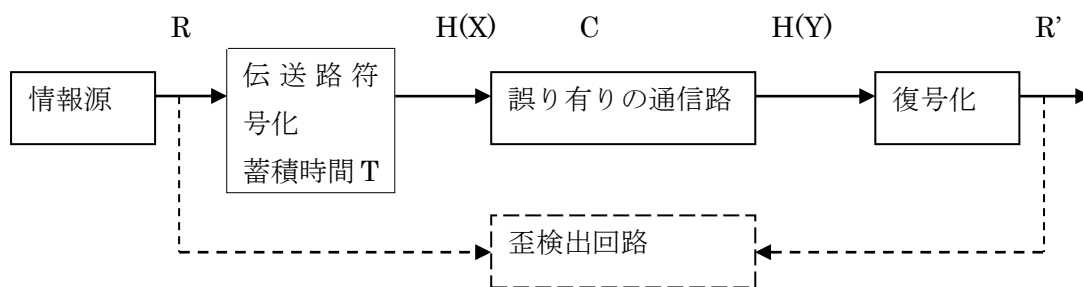 R H(X) C H(Y) R’
情報源
伝送路符
号化
蓄積時間 T
誤り有りの通信路
復号化
歪検出回路